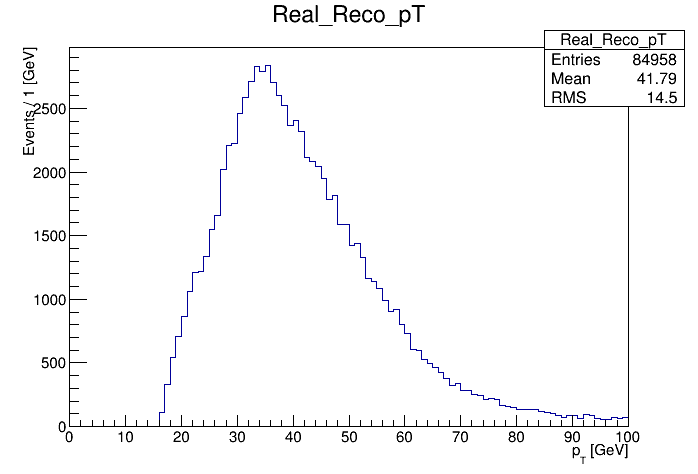 Real_Reco_pT
Real_Reco_pT
Entries 84958
Mean 41.79
RMS 14.5
Events / 1 [GeV]
2500
2000
1500
1000
500
0
0 10 20 30 40 50 60 70 80 90 100
p_T [GeV]